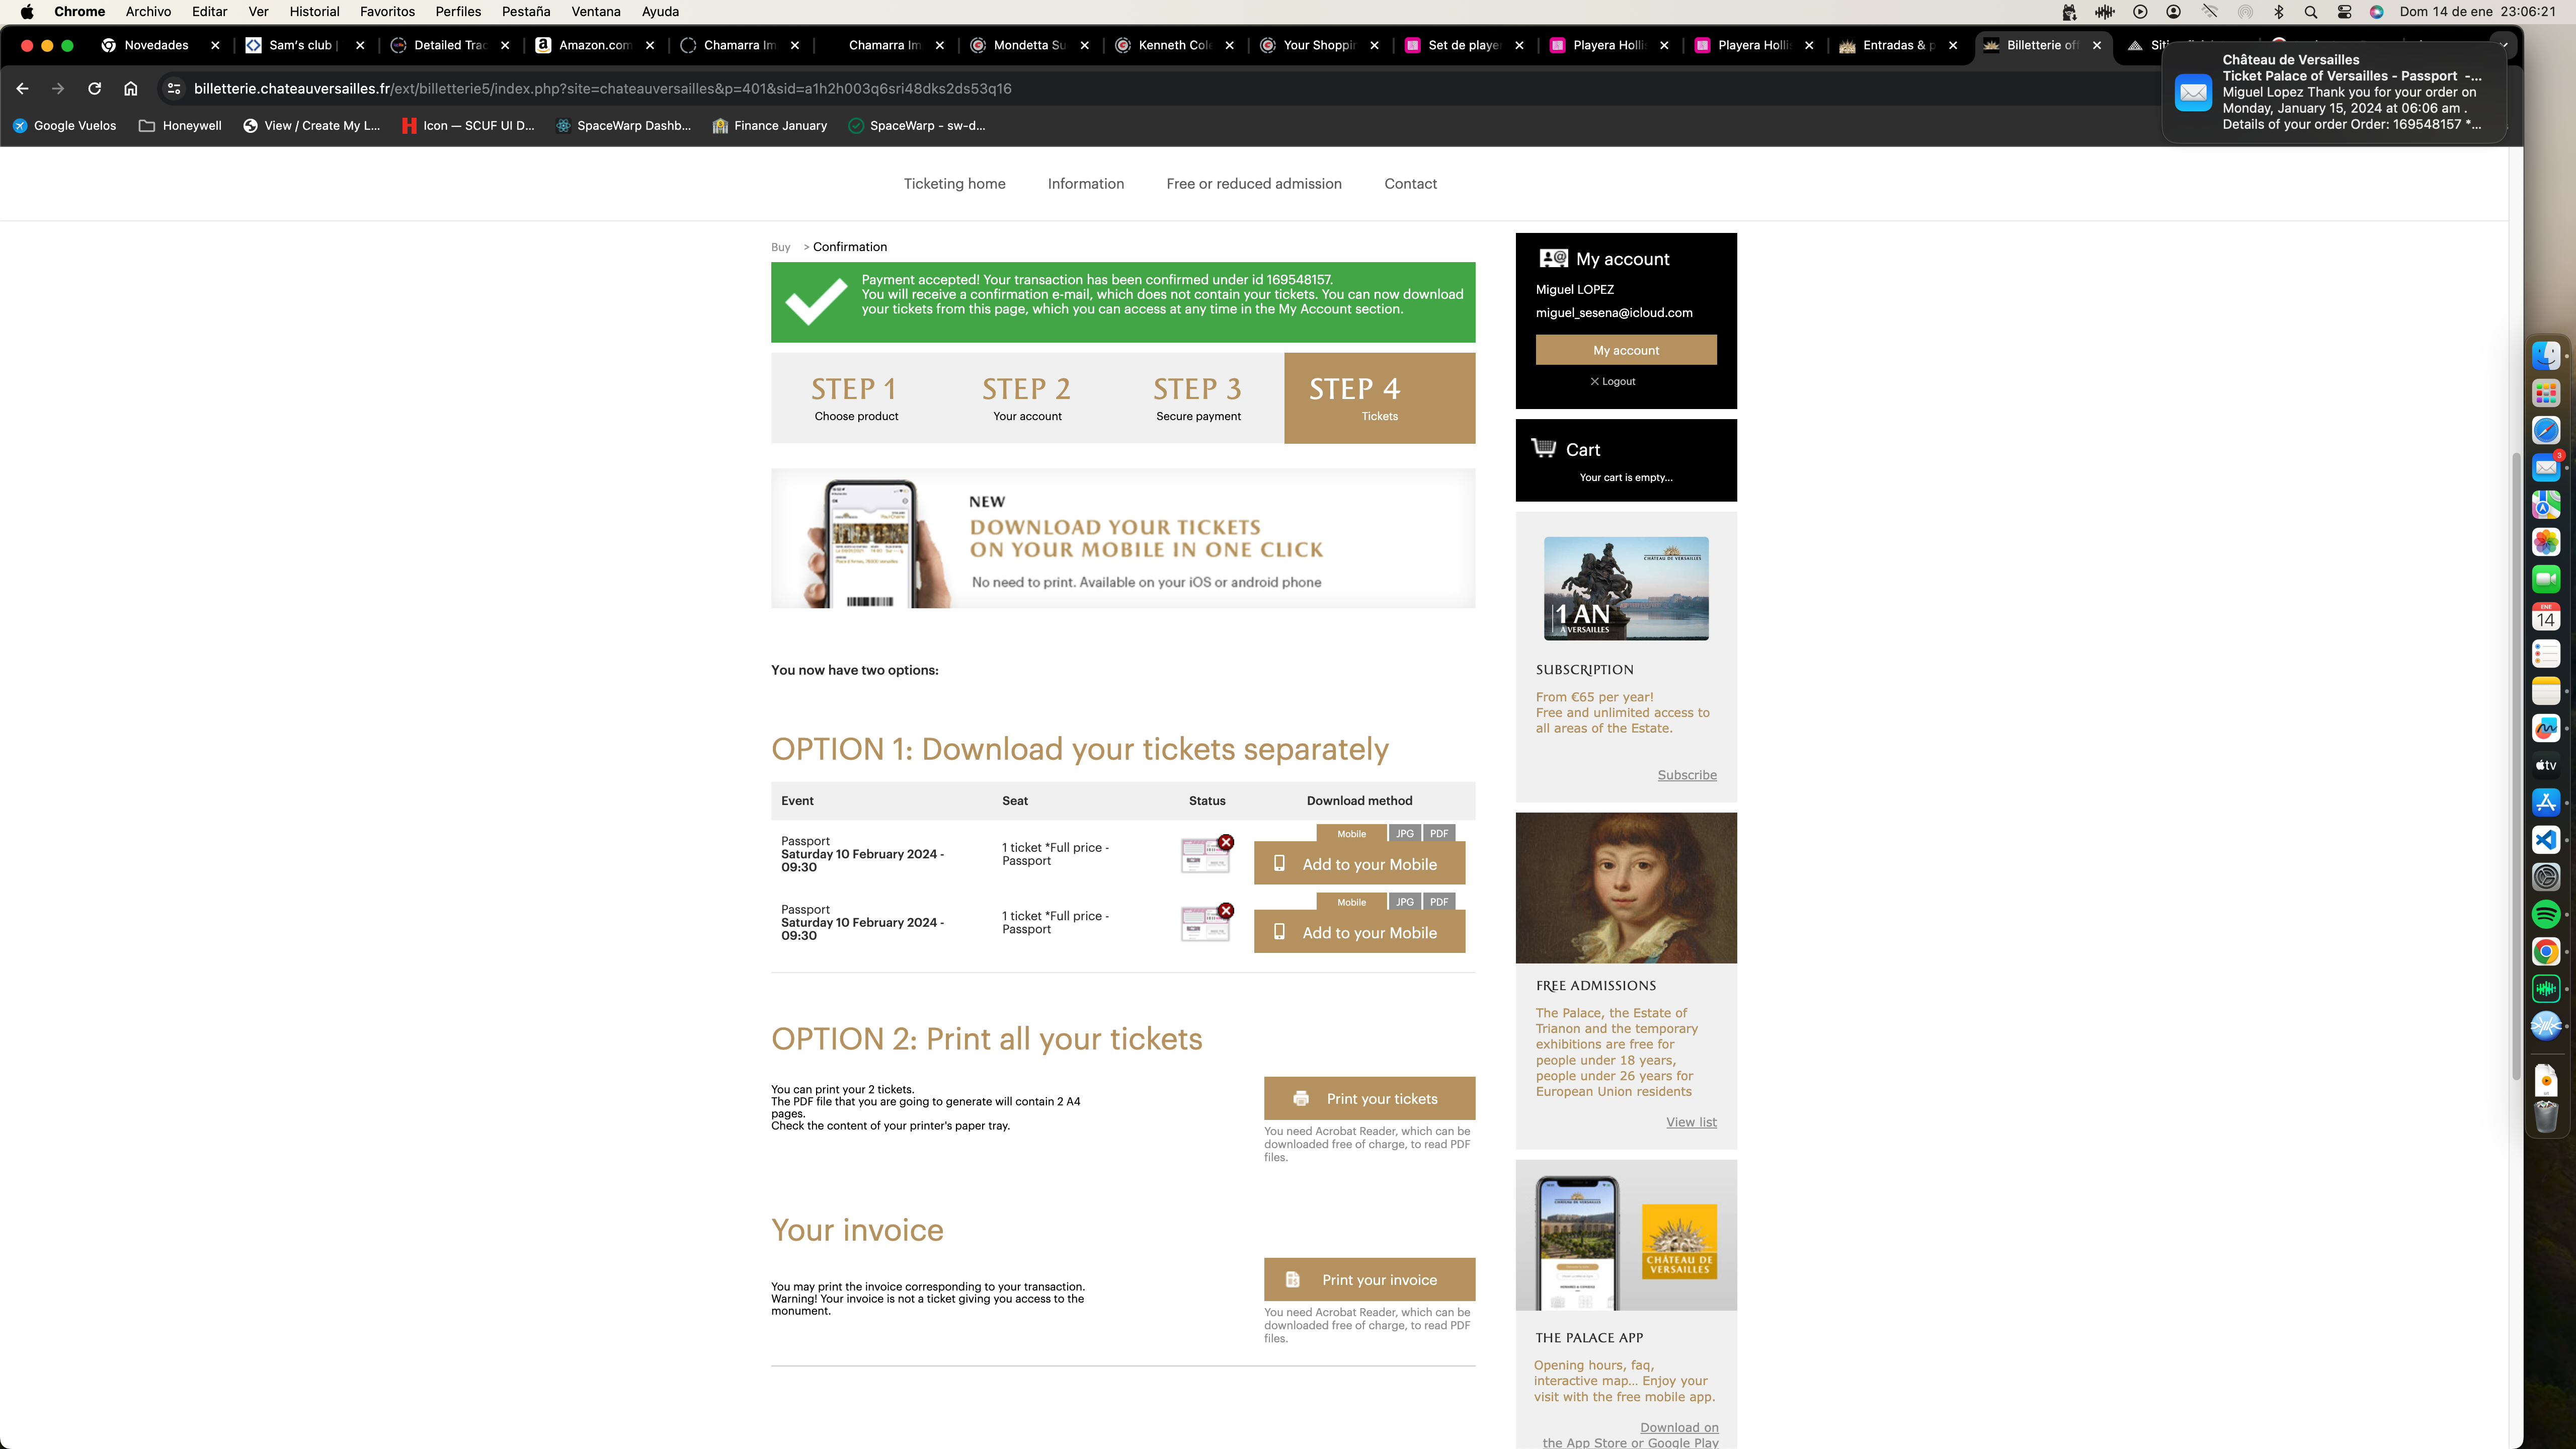 Chrome Archivo Editar Ver Historial Favoritos Perfiles Pestaña Ventana Ayuda Dom 14 de ene 23:06:21
Novedades Sam's club | Detailed Trac Amazon.com Chamarra Im Chamarra Im Mondetta Su Kenneth Cole Your Shoppin Set de playe Playera Holli Playera Holli Entradas & p Billetterie off
billetterie.chateauversailles.fr/ext/billetterie5/index.php?site=chateauversailles&p=401&sid=a1h2h003q6sri48dks2ds53q16
Google Vuelos Honeywell View / Create My L... Icon — SCUF UI D... SpaceWarp Dashb... Finance January SpaceWarp - sw-d...
Château de Versailles
Ticket Palace of Versailles - Passport -...
Miguel Lopez Thank you for your order on
Monday, January 15, 2024 at 06:06 am .
Details of your order Order: 169548157 *...
Ticketing home Information Free or reduced admission Contact
Buy > Confirmation
Payment accepted! Your transaction has been confirmed under id 169548157.
You will receive a confirmation e-mail, which does not contain your tickets. You can now download
your tickets from this page, which you can access at any time in the My Account section.
STEP 1 STEP 2 STEP 3 STEP 4
Choose product Your account Secure payment Tickets
NEW
DOWNLOAD YOUR TICKETS
ON YOUR MOBILE IN ONE CLICK
No need to print. Available on your iOS or android phone
You now have two options:
OPTION 1: Download your tickets separately
Event Seat Status Download method
Passport
Saturday 10 February 2024 -
09:30
1 ticket *Full price -
Passport
Mobile JPG PDF
Add to your Mobile
Passport
Saturday 10 February 2024 -
09:30
1 ticket *Full price -
Passport
Mobile JPG PDF
Add to your Mobile
OPTION 2: Print all your tickets
You can print your 2 tickets.
The PDF file that you are going to generate will contain 2 A4
pages.
Check the content of your printer's paper tray.
Print your tickets
You need Acrobat Reader, which can be
downloaded free of charge, to read PDF
files.
Your invoice
You may print the invoice corresponding to your transaction.
Warning! Your invoice is not a ticket giving you access to the
monument.
Print your invoice
You need Acrobat Reader, which can be
downloaded free of charge, to read PDF
files.
My account
Miguel LOPEZ
miguel_sesena@icloud.com
My account
Logout
Cart
Your cart is empty...
CHÂTEAU DE VERSAILLES
1 AN
À VERSAILLES
SUBSCRIPTION
From €65 per year!
Free and unlimited access to
all areas of the Estate.
Subscribe
FREE ADMISSIONS
The Palace, the Estate of
Trianon and the temporary
exhibitions are free for
people under 18 years,
people under 26 years for
European Union residents
View list
CHÂTEAU DE
VERSAILLES
THE PALACE APP
Opening hours, faq,
interactive map... Enjoy your
visit with the free mobile app.
Download on
the App Store or Google Play
3
ENE
14
tv